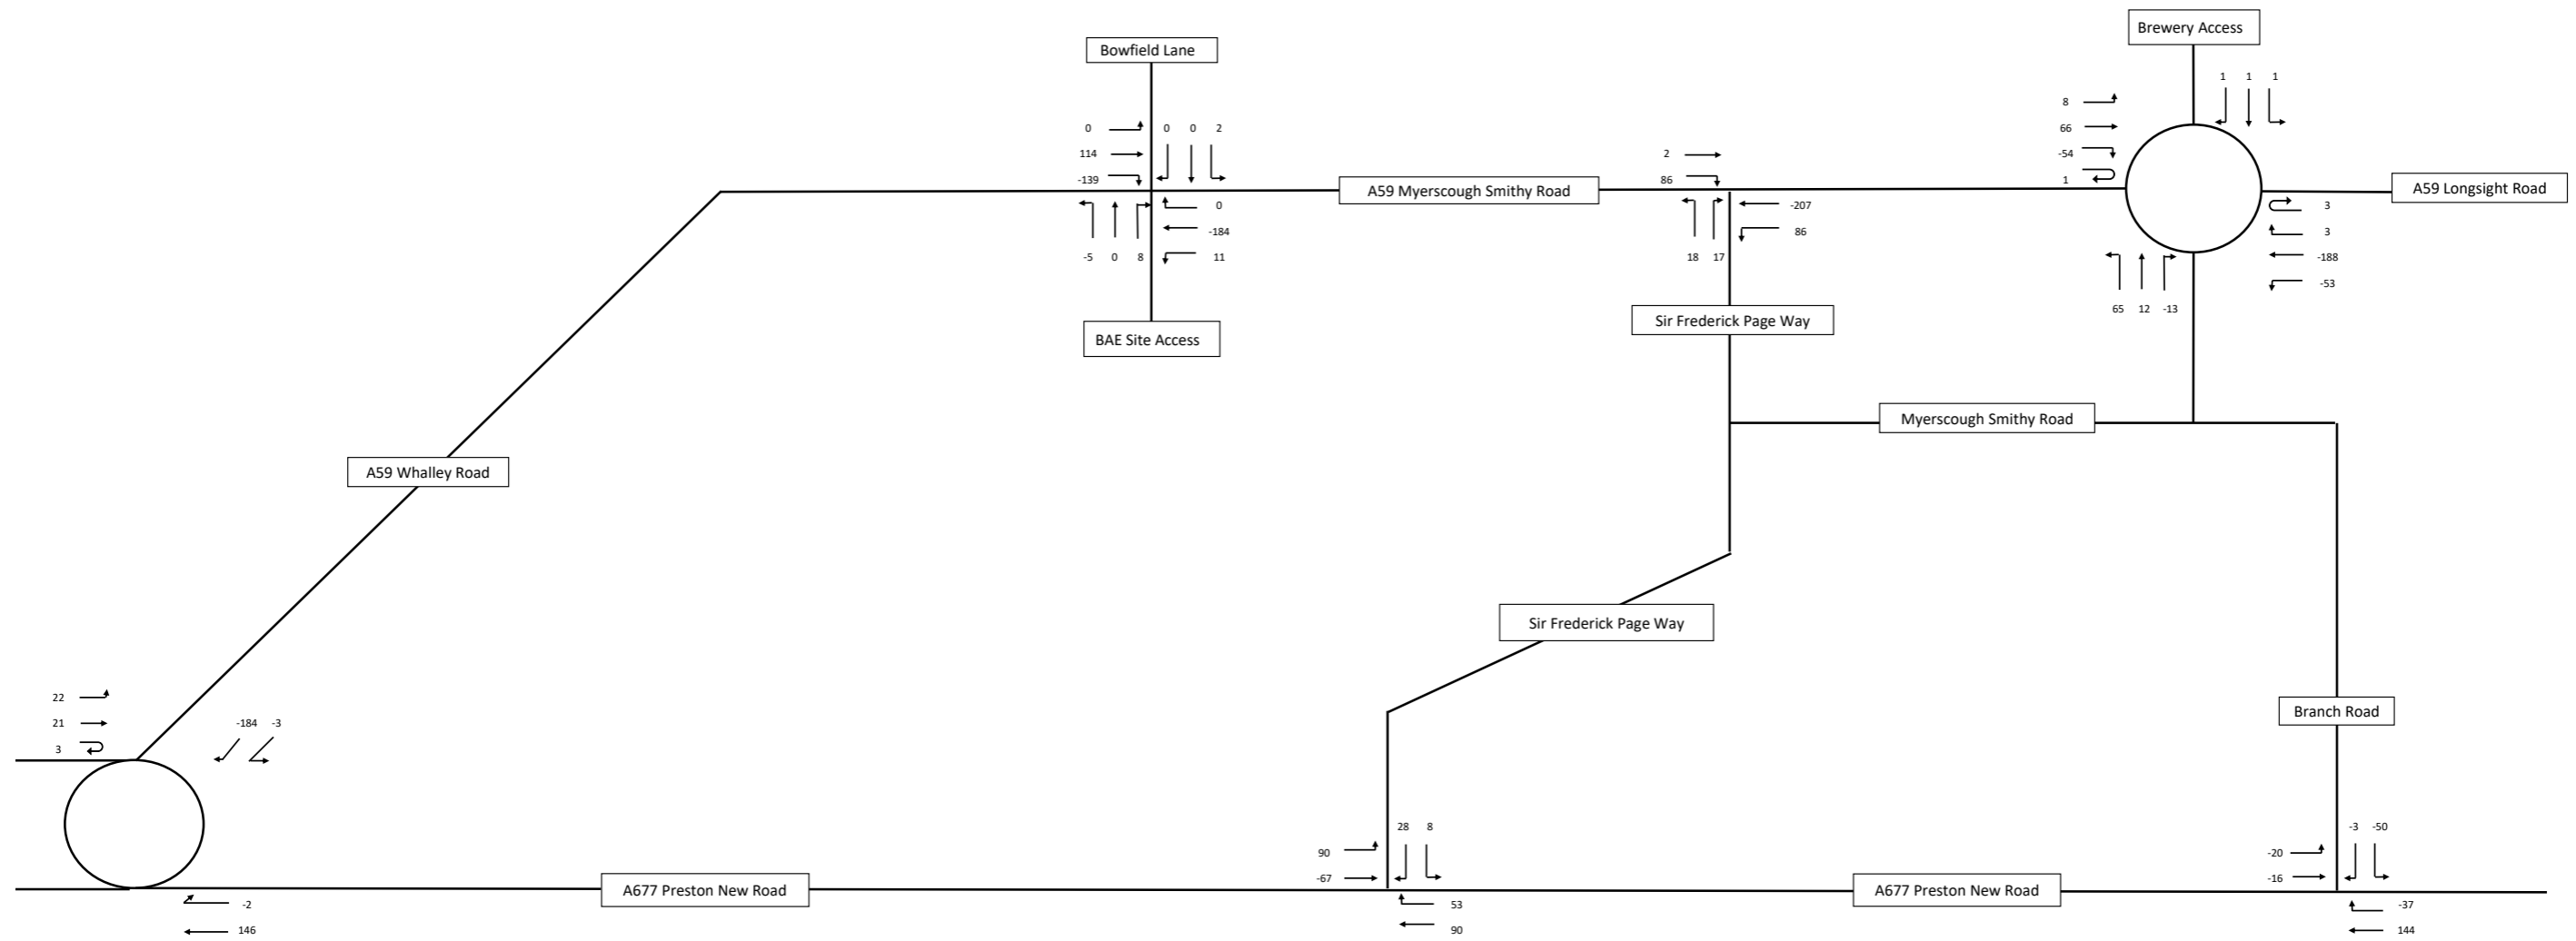 Brewery Access
Bowfield Lane
1 1 1
8
66
-54
1
0
114
-139
0 0 2
2
86
A59 Myerscough Smithy Road
A59 Longsight Road
0
-184
11
-5 0 8
-207
86
18 17
3
3
-188
-53
65 12 -13
Sir Frederick Page Way
BAE Site Access
Myerscough Smithy Road
A59 Whalley Road
Sir Frederick Page Way
22
21
3
-184 -3
Branch Road
28 8
90
-67
-3 -50
-20
-16
A677 Preston New Road
A677 Preston New Road
-2
146
53
90
-37
144